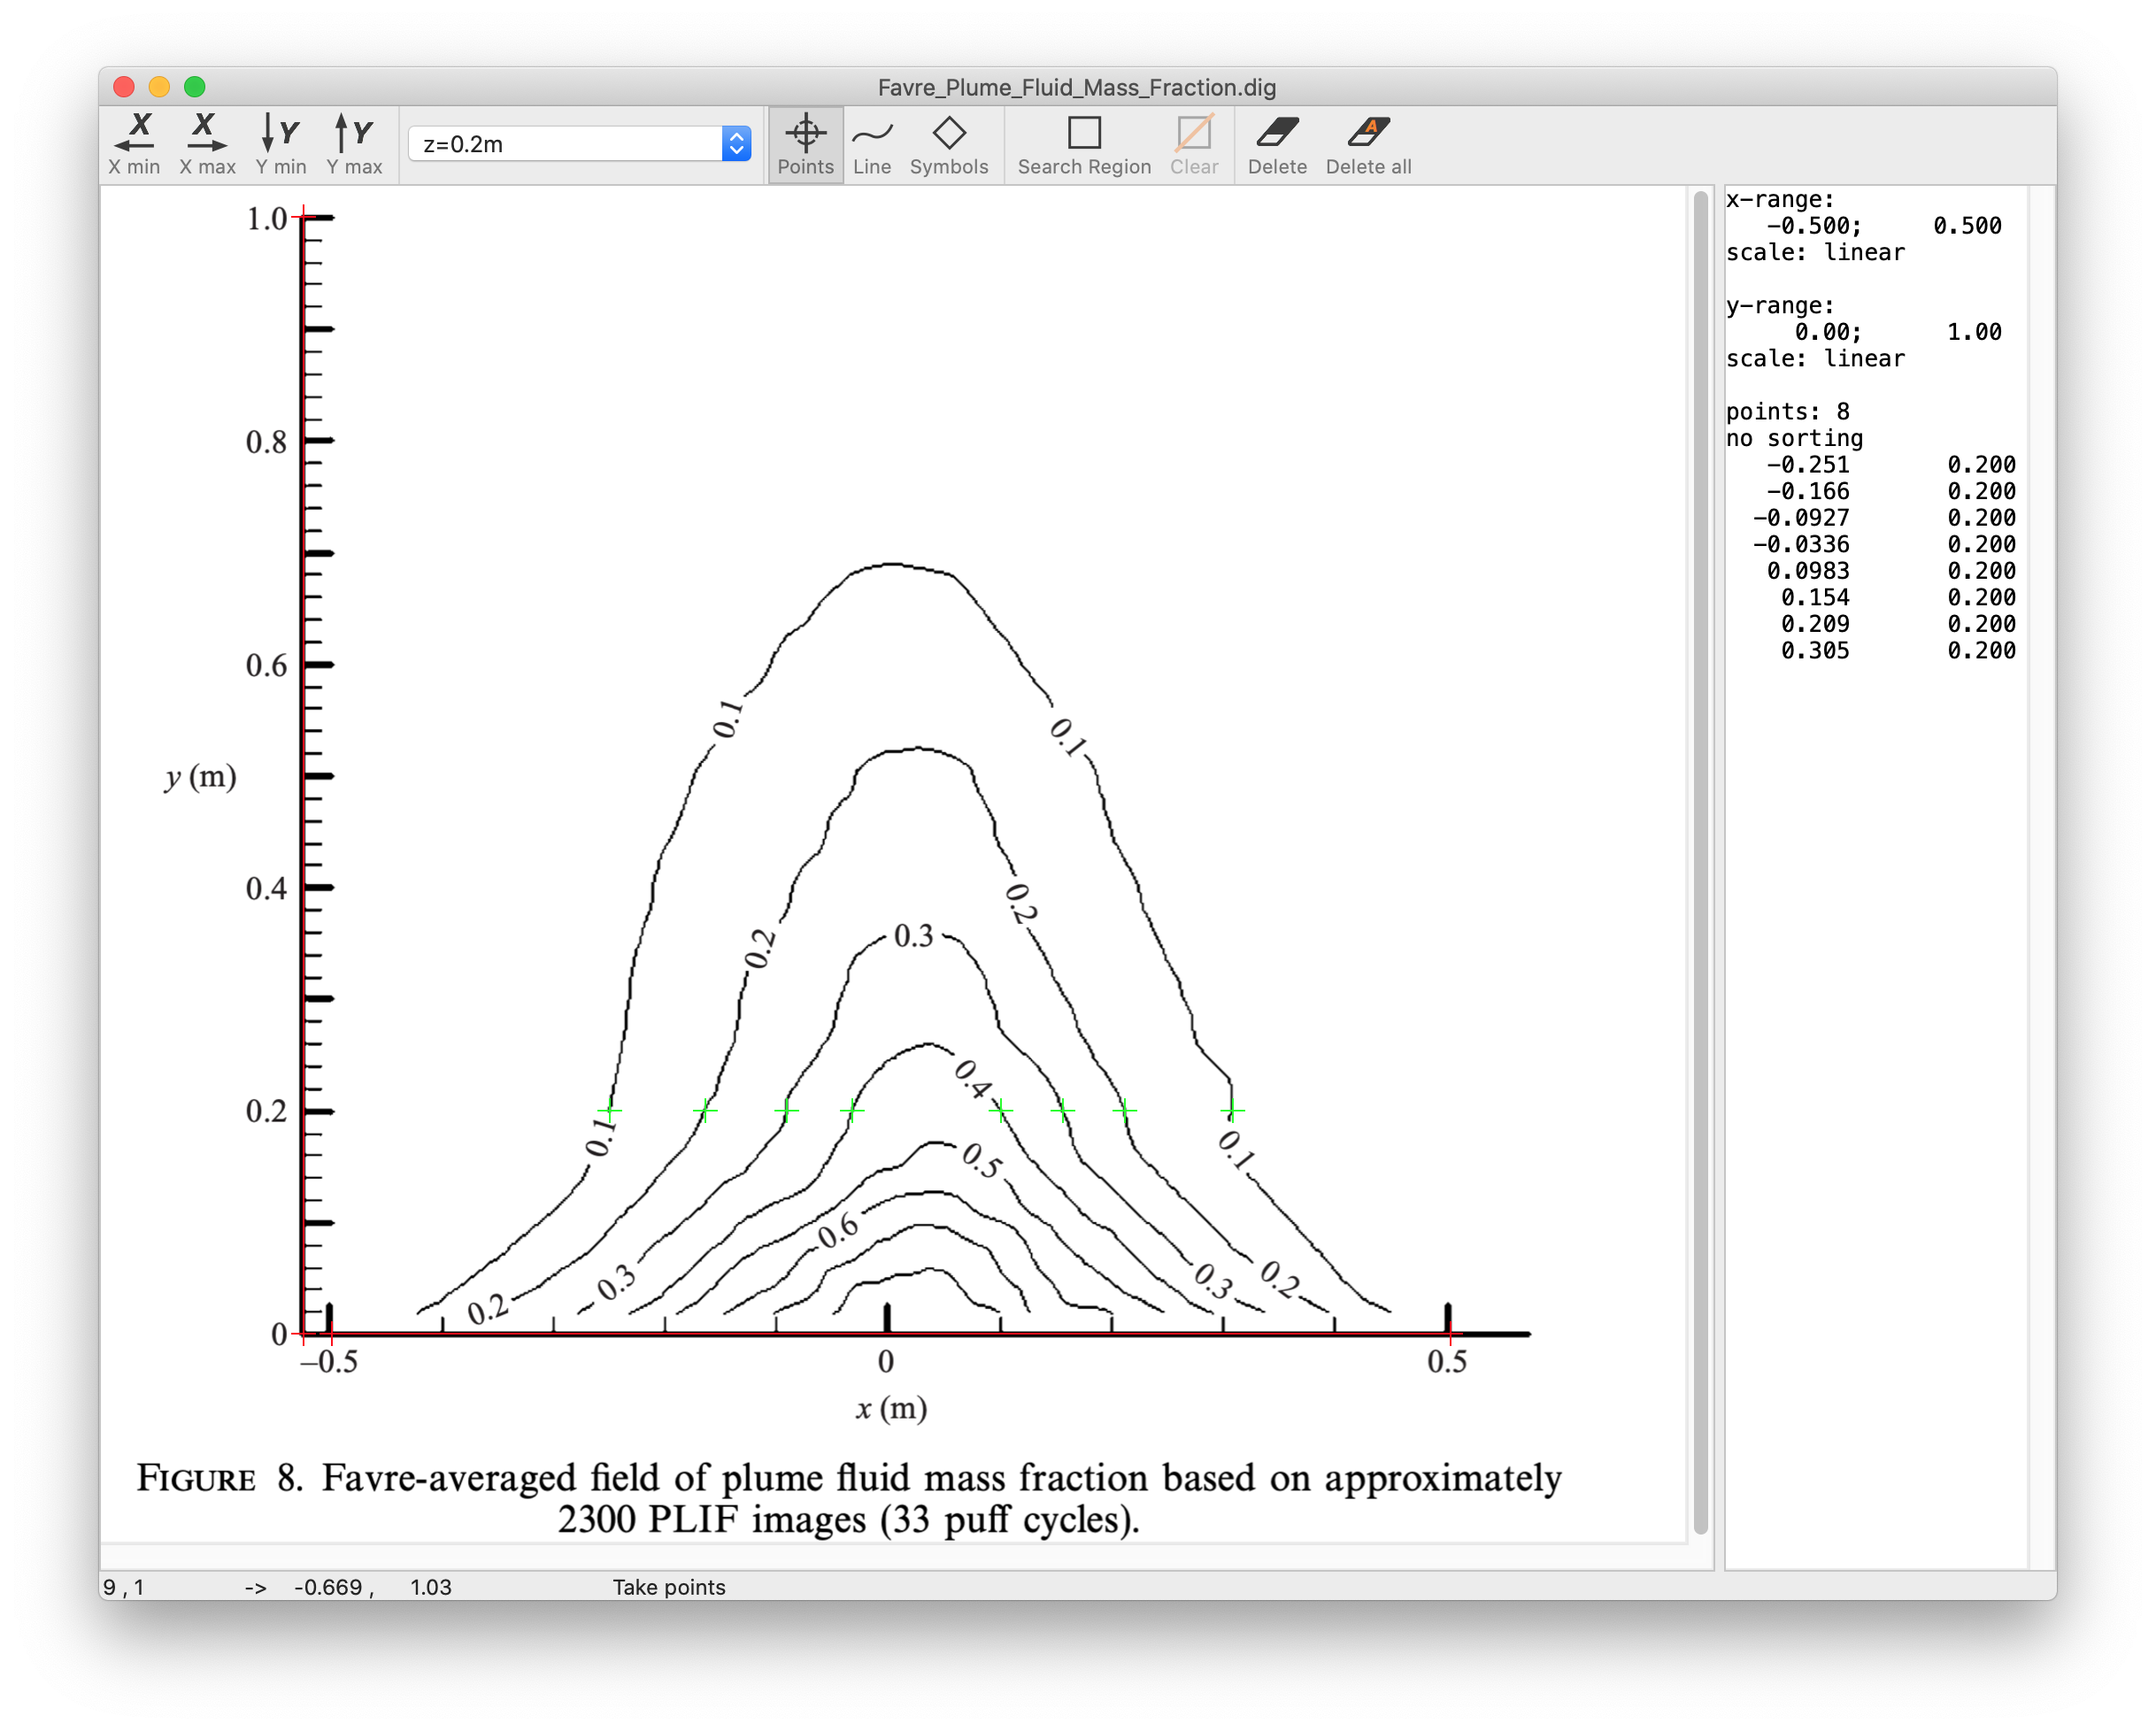 Favre_Plume_Fluid_Mass_Fraction.dig
X X Y Y
X min X max Y min Y max
z=0.2m
Points Line Symbols Search Region Clear Delete Delete all
A
1.0
0.8
0.6
y (m)
0.4
0.2
0
0.1
0.1
0.2
0.2
0.3
0.4
0.1
0.5
0.1
0.6
0.3
0.3
0.2
0.2
–0.5 0 0.5
x (m)
FIGURE 8. Favre-averaged field of plume fluid mass fraction based on approximately
2300 PLIF images (33 puff cycles).
x-range:
-0.500; 0.500
scale: linear
y-range:
0.00; 1.00
scale: linear
points: 8
no sorting
-0.251 0.200
-0.166 0.200
-0.0927 0.200
-0.0336 0.200
0.0983 0.200
0.154 0.200
0.209 0.200
0.305 0.200
9 , 1 -> -0.669 , 1.03 Take points